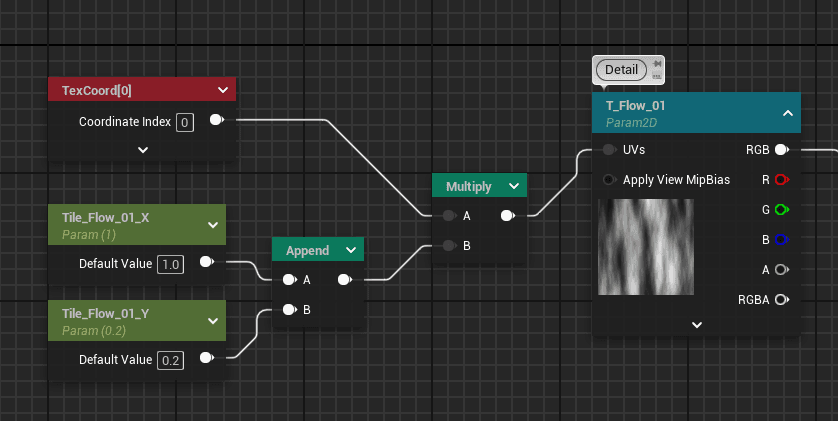 Detail
TexCoord[0]
Coordinate Index 0
T_Flow_01
Param2D
UVs
RGB
Apply View MipBias
R
G
B
A
RGBA
Multiply
A
B
Tile_Flow_01_X
Param (1)
Default Value 1.0
Append
A
B
Tile_Flow_01_Y
Param (0.2)
Default Value 0.2